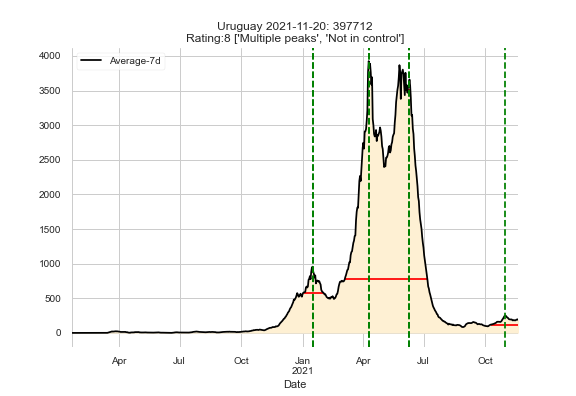 Uruguay 2021-11-20: 397712
Rating:8 ['Multiple peaks', 'Not in control']
Average-7d
4000
3500
3000
2500
2000
1500
1000
500
0
Apr Jul Oct Jan Apr Jul Oct
2021
Date